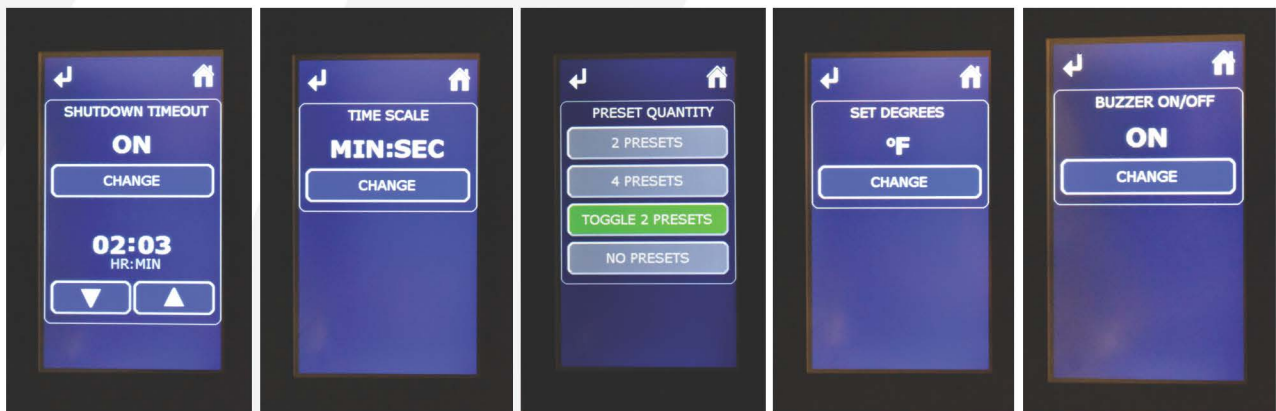 SHUTDOWN TIMEOUT
ON
CHANGE
02:03
HR:MIN
TIME SCALE
MIN:SEC
CHANGE
PRESET QUANTITY
2 PRESETS
4 PRESETS
TOGGLE 2 PRESETS
NO PRESETS
SET DEGREES
°F
CHANGE
BUZZER ON/OFF
ON
CHANGE